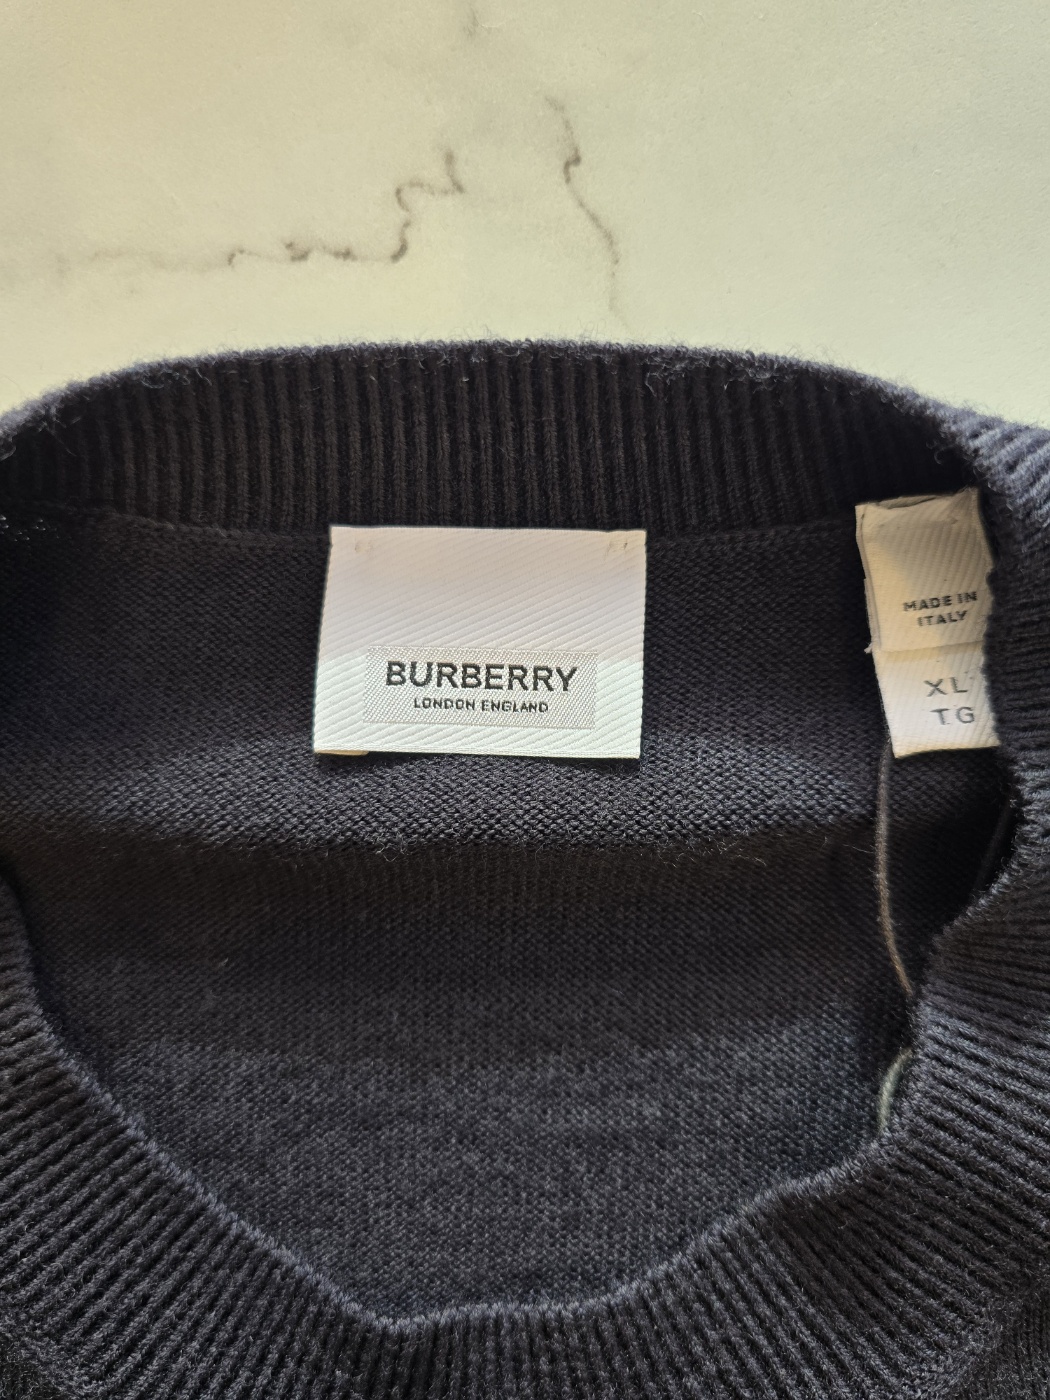 BURBERRY
LONDON ENGLAND
MADE IN
ITALY
XL
TG